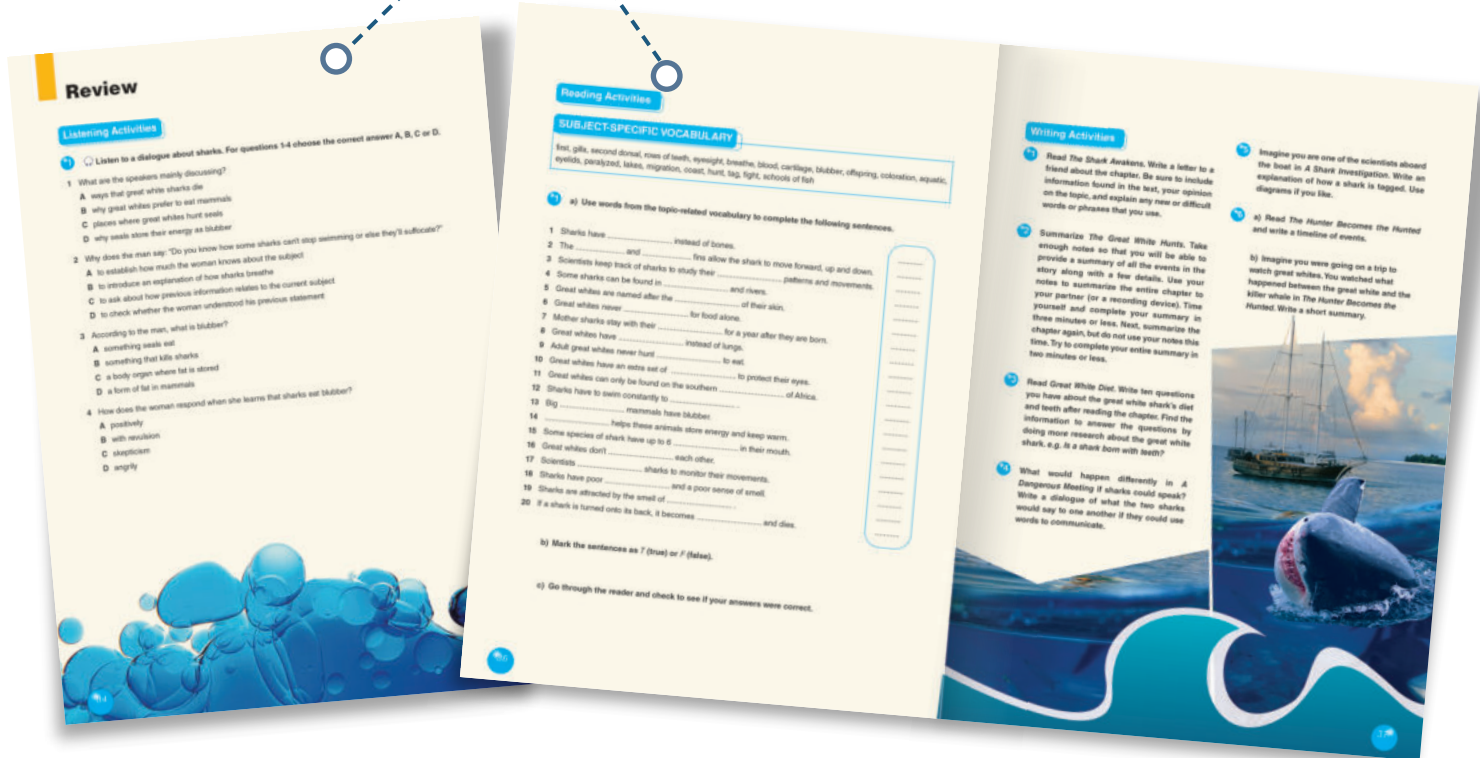 Review
Listening Activities
1 Listen to a dialogue about sharks. For questions 1-4 choose the correct answer A, B, C or D.
1 What are the speakers mainly discussing?
A ways that great white sharks die
B why great whites prefer to eat mammals
C places where great whites hunt seals
D why seals store their energy as blubber
2 Why does the man say: "Do you know how some sharks can't stop swimming or else they'll suffocate?"
A to establish how much the woman knows about the subject
B to introduce an explanation of how sharks breathe
C to ask about how previous information relates to the current subject
D to check whether the woman understood his previous statement
3 According to the man, what is blubber?
A something seals eat
B something that kills sharks
C a body organ where fat is stored
D a form of fat in mammals
4 How does the woman respond when she learns that sharks eat blubber?
A positively
B with revulsion
C skepticism
D angrily
Reading Activities
SUBJECT-SPECIFIC VOCABULARY
first, gills, second dorsal, rows of teeth, eyesight, breathe, blood, cartilage, blubber, offspring, coloration, aquatic,
eyelids, paralyzed, lakes, migration, coast, hunt, tag, fight, schools of fish
1 a) Use words from the topic-related vocabulary to complete the following sentences.
1 Sharks have ............ instead of bones.
2 The ............ and ............ fins allow the shark to move forward, up and down.
3 Scientists keep track of sharks to study their ............ patterns and movements.
4 Some sharks can be found in ............ and rivers.
5 Great whites are named after the ............ of their skin.
6 Great whites never ............ for food alone.
7 Mother sharks stay with their ............ for a year after they are born.
8 Great whites have ............ instead of lungs.
9 Adult great whites never hunt ............ to eat.
10 Great whites have an extra set of ............ to protect their eyes.
11 Great whites can only be found on the southern ............ of Africa.
12 Sharks have to swim constantly to ............ .
13 Big ............ mammals have blubber.
14 ............ helps these animals store energy and keep warm.
15 Some species of shark have up to 6 ............ in their mouth.
16 Great whites don't ............ each other.
17 Scientists ............ sharks to monitor their movements.
18 Sharks have poor ............ and a poor sense of smell.
19 Sharks are attracted by the smell of ............ .
20 If a shark is turned onto its back, it becomes ............ and dies.
b) Mark the sentences as T (true) or F (false).
c) Go through the reader and check to see if your answers were correct.
Writing Activities
1 Read The Shark Awakens. Write a letter to a
friend about the chapter. Be sure to include
information found in the text, your opinion
on the topic, and explain any new or difficult
words or phrases that you use.
2 Summarize The Great White Hunts. Take
enough notes so that you will be able to
provide a summary of all the events in the
story along with a few details. Use your
notes to summarize the entire chapter to
your partner (or a recording device). Time
yourself and complete your summary in
three minutes or less. Next, summarize the
chapter again, but do not use your notes this
time. Try to complete your entire summary in
two minutes or less.
3 Read Great White Diet. Write ten questions
you have about the great white shark's diet
and teeth after reading the chapter. Find the
information to answer the questions by
doing more research about the great white
shark. e.g. Is a shark born with teeth?
4 What would happen differently in A
Dangerous Meeting if sharks could speak?
Write a dialogue of what the two sharks
would say to one another if they could use
words to communicate.
5 Imagine you are one of the scientists aboard
the boat in A Shark Investigation. Write an
explanation of how a shark is tagged. Use
diagrams if you like.
6 a) Read The Hunter Becomes the Hunted
and write a timeline of events.
b) Imagine you were going on a trip to
watch great whites. You watched what
happened between the great white and the
killer whale in The Hunter Becomes the
Hunted. Write a short summary.